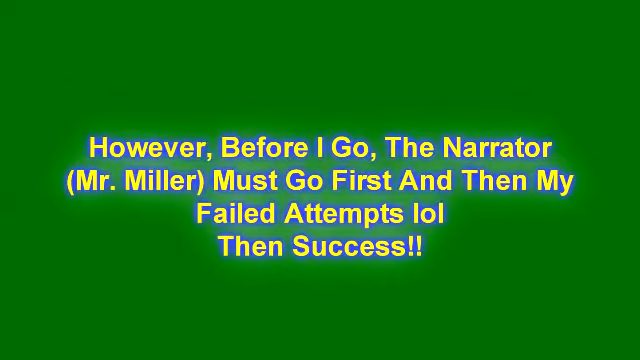 However, Before I Go, The Narrator
(Mr. Miller) Must Go First And Then My
Failed Attempts lol
Then Success!!